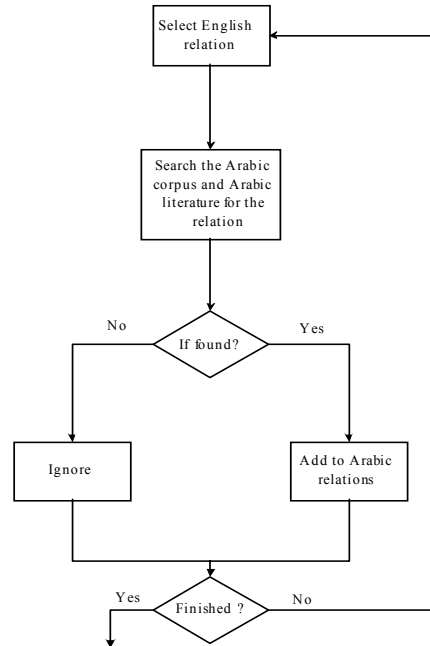 Select English
relation
Search the Arabic
corpus and Arabic
literature for the
relation
No
Yes
If found?
Ignore
Add to Arabic
relations
Yes
No
Finished ?